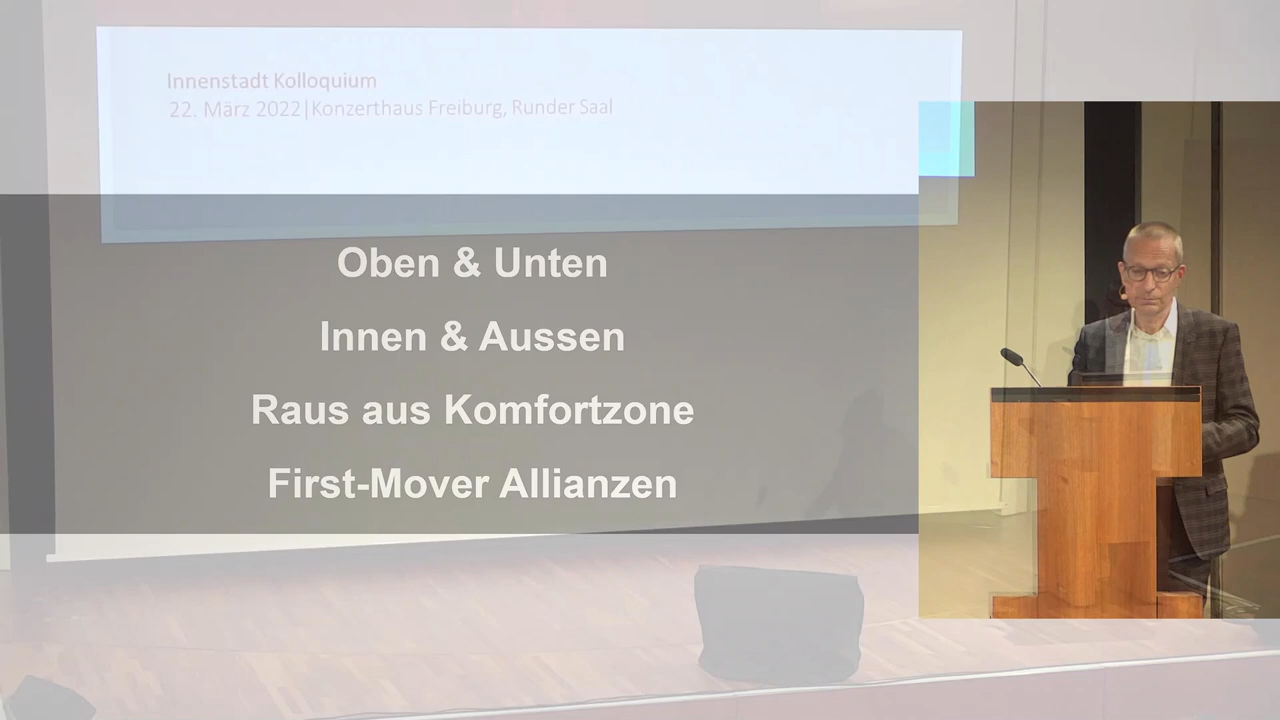 Innenstadt Kolloquium
22. März 2022|Konzerthaus Freiburg, Runder Saal
Oben & Unten
Innen & Aussen
Raus aus Komfortzone
First-Mover Allianzen